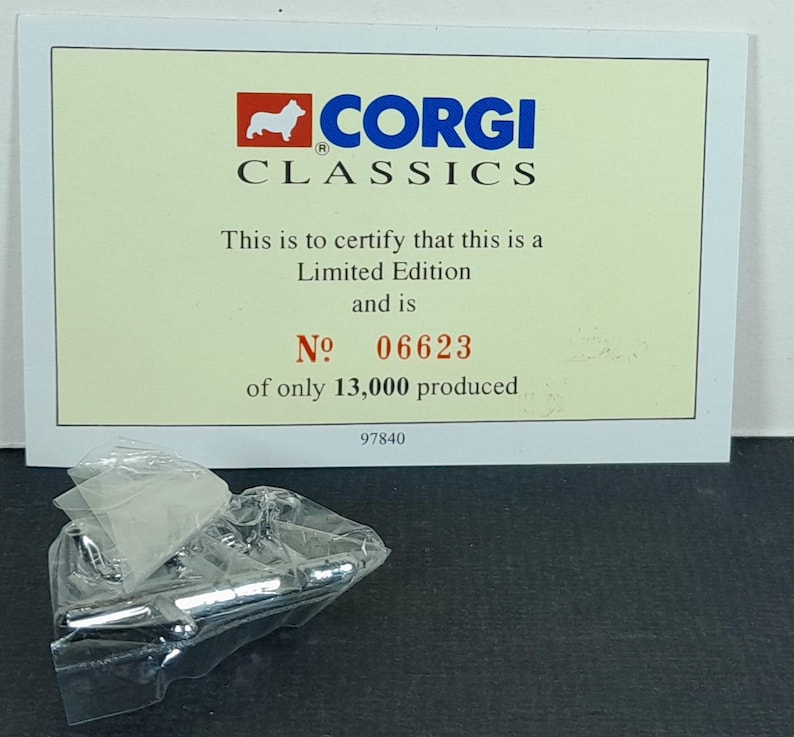 CORGI
®
CLASSICS
This is to certify that this is a
Limited Edition
and is
Nº 06623
of only 13,000 produced
97840